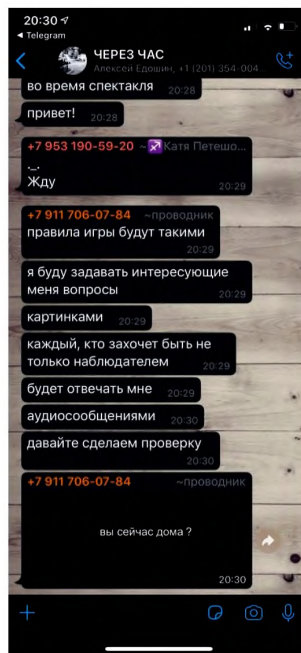 20:30
Telegram
ЧЕРЕЗ ЧАС
Алексей Едошин, +1 (201) 354-004...
во время спектакля 20:28
привет! 20:28
+7 953 190-59-20 ~♐Катя Петешо...
._.
Жду
20:29
+7 911 706-07-84 ~проводник
правила игры будут такими
20:29
я буду задавать интересующие
меня вопросы
20:29
картинками 20:29
каждый, кто захочет быть не
только наблюдателем 20:29
будет отвечать мне 20:29
аудиосообщениями 20:30
давайте сделаем проверку
20:30
+7 911 706-07-84 ~проводник
вы сейчас дома ?
20:30